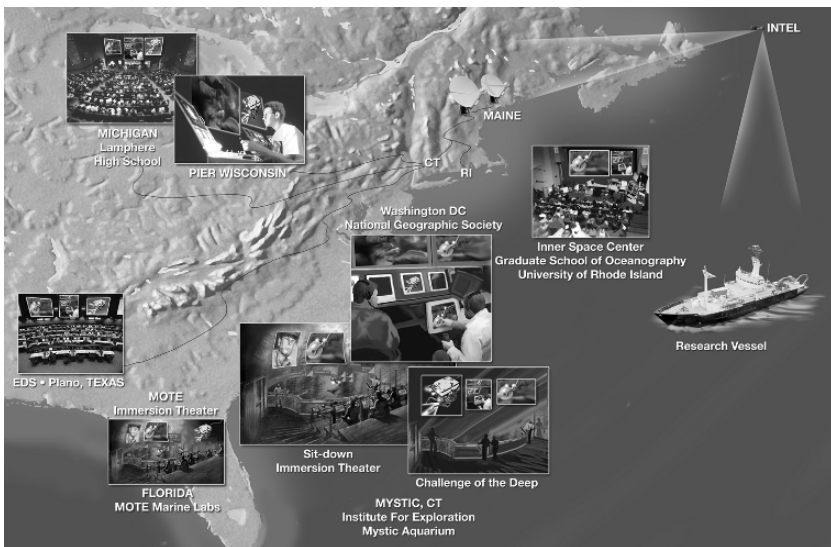 INTEL
MAINE
MICHIGAN
Lamphere
High School
PIER WISCONSIN
CT
RI
Washington DC
National Geographic Society
Inner Space Center
Graduate School of Oceanography
University of Rhode Island
Research Vessel
EDS • Plano, TEXAS
MOTE
Immersion Theater
Sit-down
Immersion Theater
Challenge of the Deep
FLORIDA
MOTE Marine Labs
MYSTIC, CT
Institute For Exploration
Mystic Aquarium